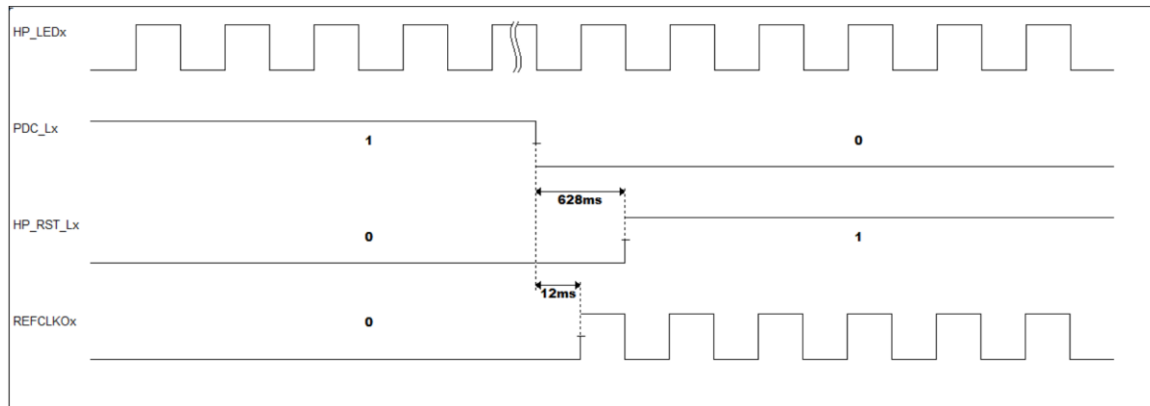 HP_LEDx
PDC_Lx
1
0
628ms
HP_RST_Lx
0
1
12ms
REFCLKOx
0